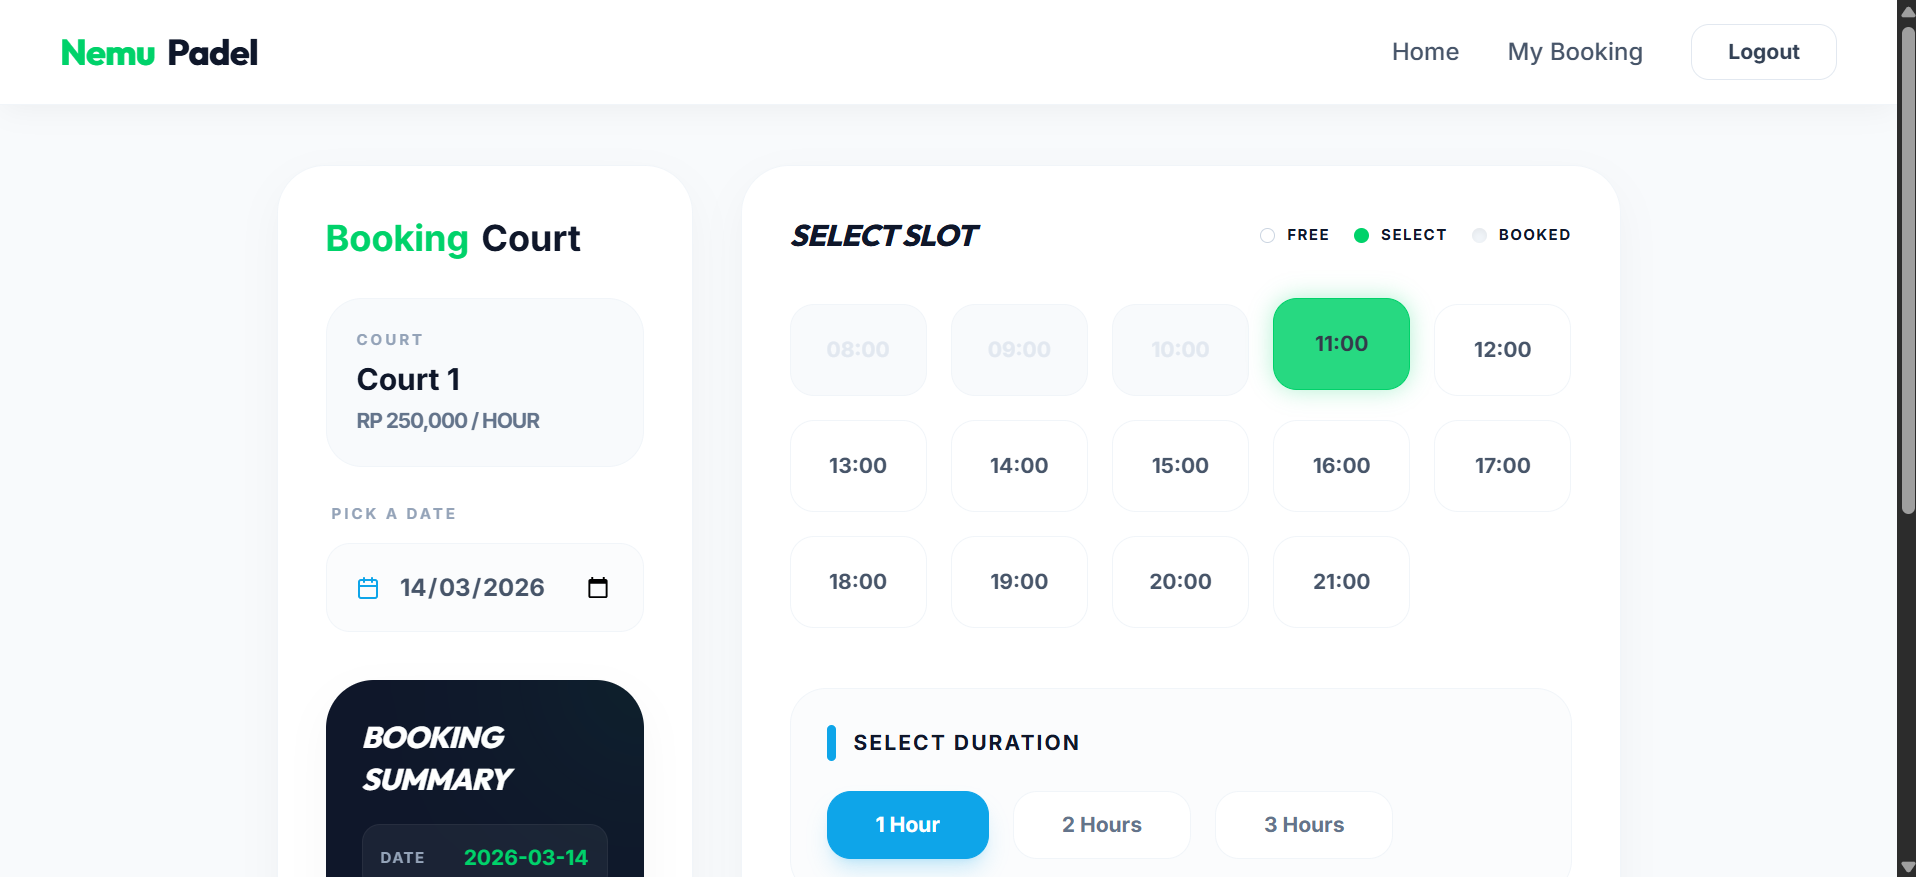 Nemu Padel
Home
My Booking
Logout
Booking Court
COURT
Court 1
RP 250,000 / HOUR
PICK A DATE
14/03/2026
BOOKING
SUMMARY
DATE 2026-03-14
SELECT SLOT
FREE
SELECT
BOOKED
08:00 09:00 10:00 11:00 12:00
13:00 14:00 15:00 16:00 17:00
18:00 19:00 20:00 21:00
SELECT DURATION
1 Hour 2 Hours 3 Hours